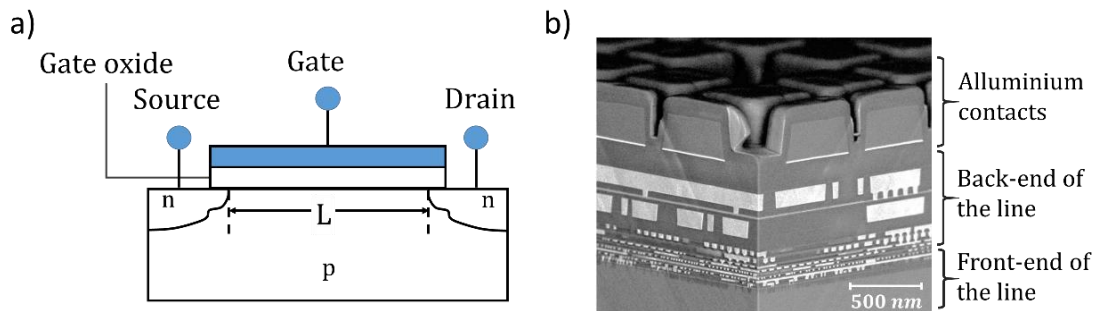 a)
Gate oxide
Gate
Source
Drain
n
n
L
p
b)
Alluminium
contacts
Back-end of
the line
Front-end of
the line
500 nm